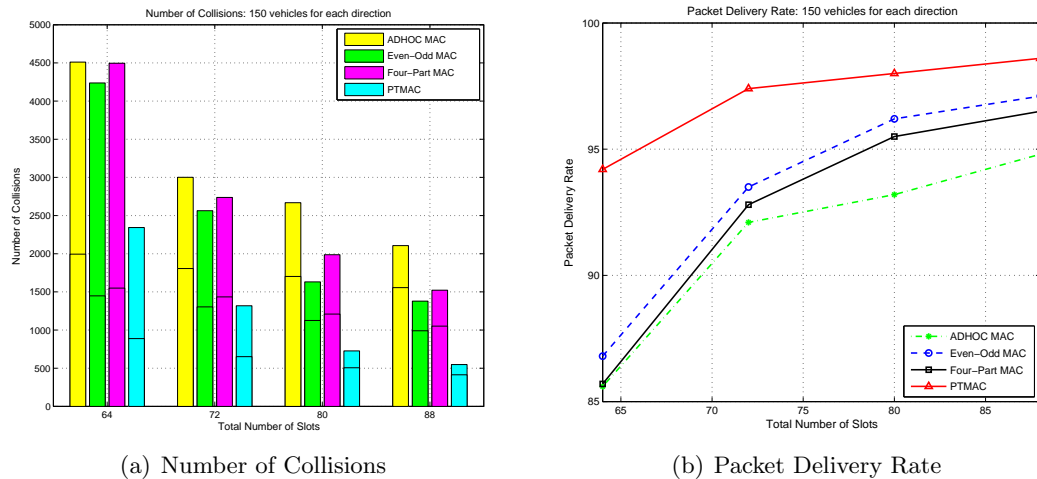 Number of Collisions: 150 vehicles for each direction
5000
4500
4000
3500
3000
2500
2000
1500
1000
500
0
Number of Collisions
64
72
80
88
Total Number of Slots
ADHOC MAC
Even−Odd MAC
Four−Part MAC
PTMAC
(a) Number of Collisions
Packet Delivery Rate: 150 vehicles for each direction
100
95
90
85
Packet Delivery Rate
65
70
75
80
85
Total Number of Slots
ADHOC MAC
Even−Odd MAC
Four−Part MAC
PTMAC
(b) Packet Delivery Rate